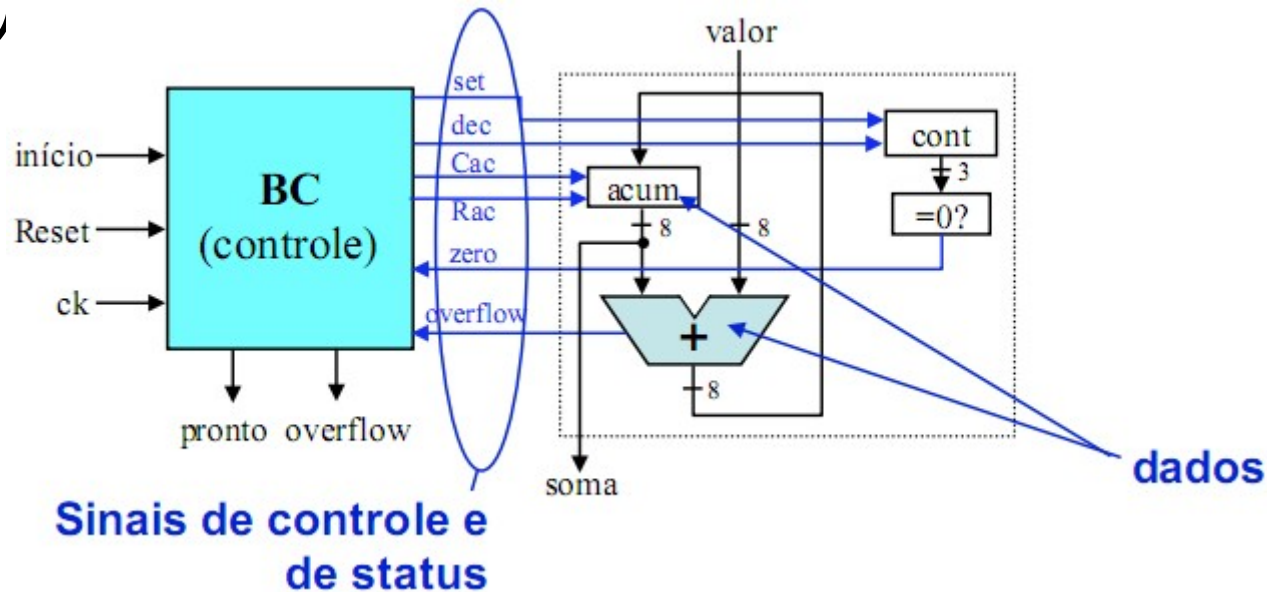 valor
set
dec
cont
início
Cac
3
BC
acum
=0?
Rac
Reset
(controle)
8
8
zero
ck
overflow
+
8
pronto overflow
dados
soma
Sinais de controle e
de status